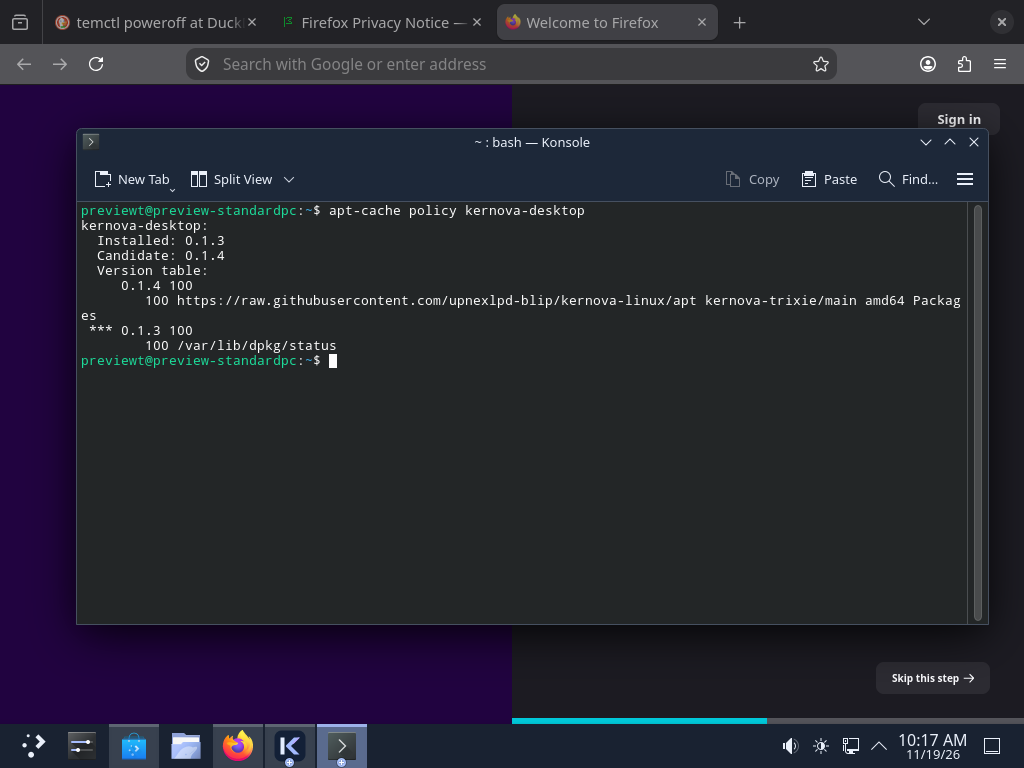 temctl poweroff at Duck
Firefox Privacy Notice —
Welcome to Firefox
Search with Google or enter address
Sign in
~ : bash — Konsole
New Tab
Split View
Copy
Paste
Find...
previewt@preview-standardpc:~$ apt-cache policy kernova-desktop
kernova-desktop:
  Installed: 0.1.3
  Candidate: 0.1.4
  Version table:
     0.1.4 100
        100 https://raw.githubusercontent.com/upnexlpd-blip/kernova-linux/apt kernova-trixie/main amd64 Packag
es
 *** 0.1.3 100
        100 /var/lib/dpkg/status
previewt@preview-standardpc:~$
Skip this step →
10:17 AM
11/19/26